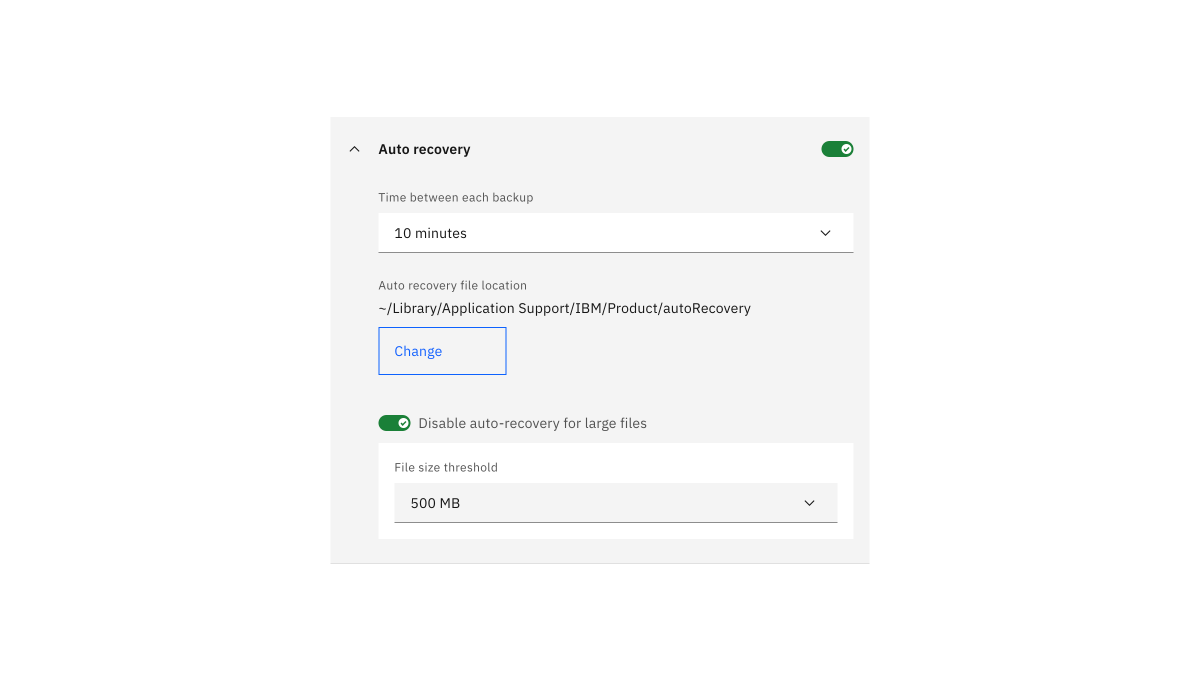 Auto recovery
Time between each backup
10 minutes
Auto recovery file location
~/Library/Application Support/IBM/Product/autoRecovery
Change
Disable auto-recovery for large files
File size threshold
500 MB